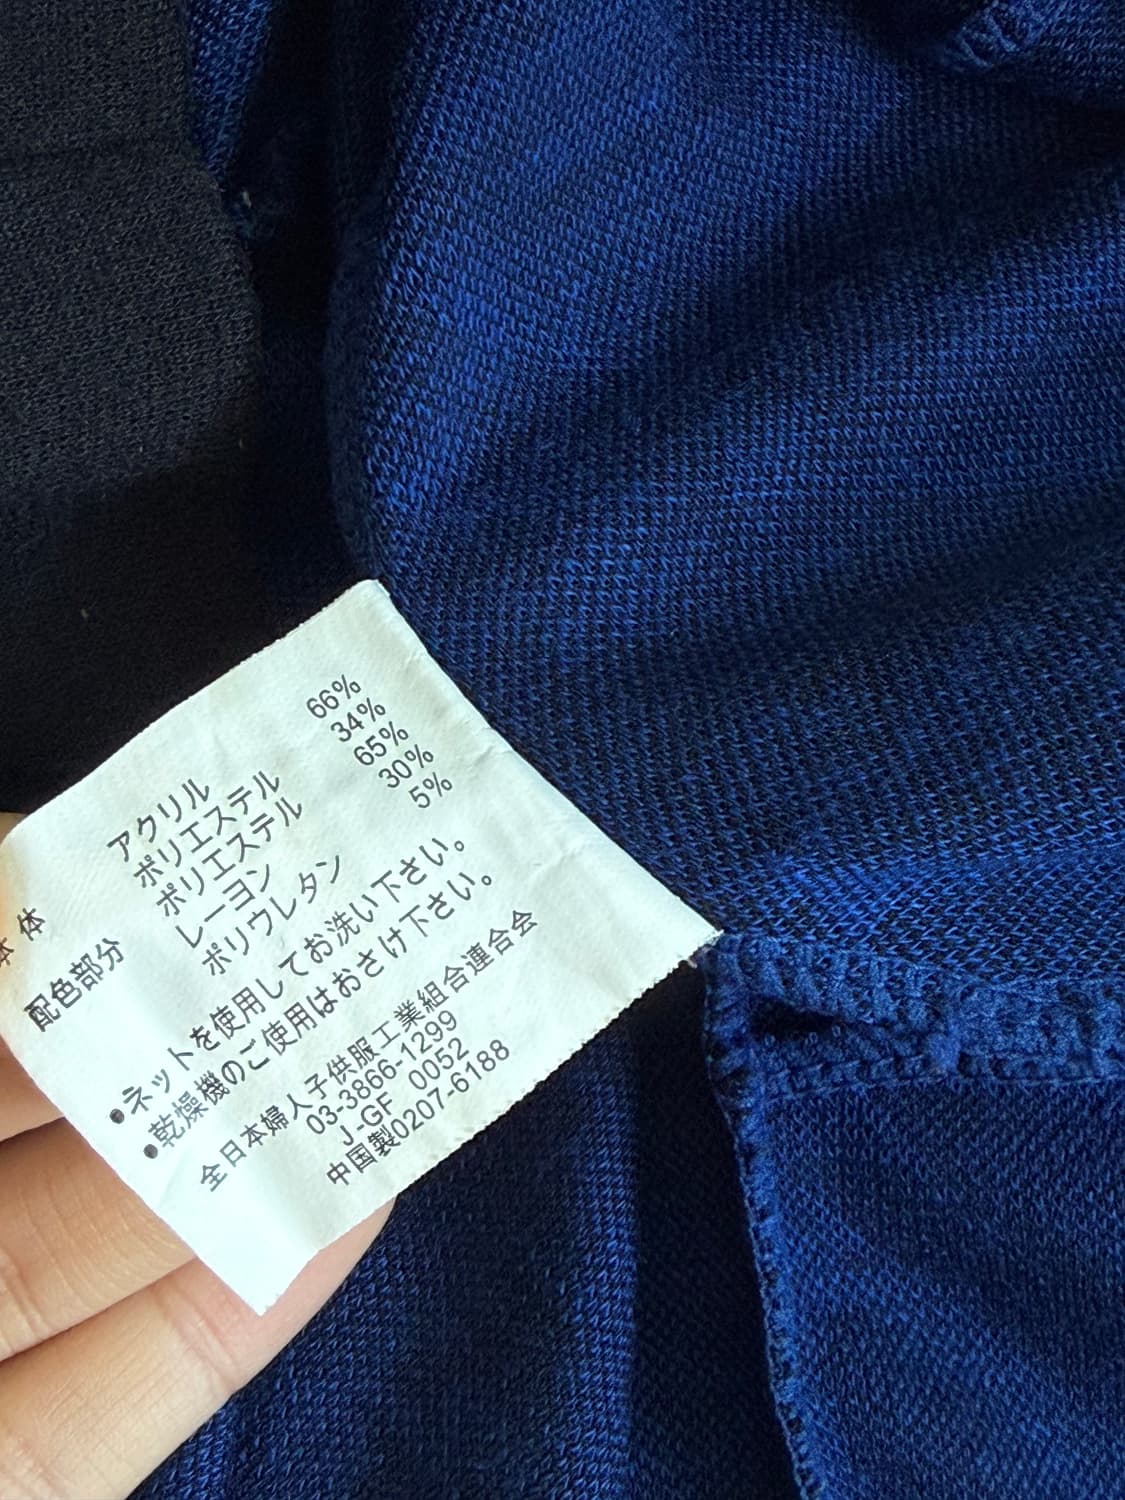 本体 アクリル 66%
ポリエステル 34%
配色部分 ポリエステル 65%
レーヨン 30%
ポリウレタン 5%
•ネットを使用してお洗い下さい。
•乾燥機のご使用はおさけ下さい。
全日本婦人子供服工業組合連合会
03-3866-1299
J-GF 0052
中国製0207-6188